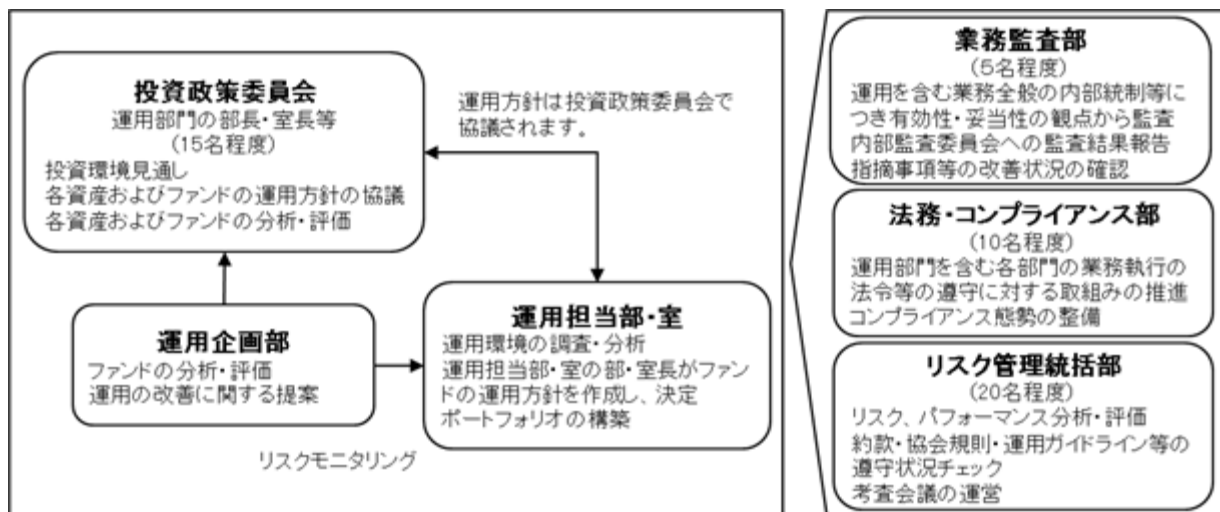 投資政策委員会
運用部門の部長・室長等
(15名程度)
投資環境見通し
各資産およびファンドの運用方針の協議
各資産およびファンドの分析・評価
運用方針は投資政策委員会で
協議されます。
運用企画部
ファンドの分析・評価
運用の改善に関する提案
運用担当部・室
運用環境の調査・分析
運用担当部・室の部・室長がファン
ドの運用方針を作成し、決定
ポートフォリオの構築
リスクモニタリング
業務監査部
(5名程度)
運用を含む業務全般の内部統制等に
つき有効性・妥当性の観点から監査
内部監査委員会への監査結果報告
指摘事項等の改善状況の確認
法務・コンプライアンス部
(10名程度)
運用部門を含む各部門の業務執行の
法令等の遵守に対する取組みの推進
コンプライアンス態勢の整備
リスク管理統括部
(20名程度)
リスク、パフォーマンス分析・評価
約款・協会規則・運用ガイドライン等の
遵守状況チェック
考査会議の運営